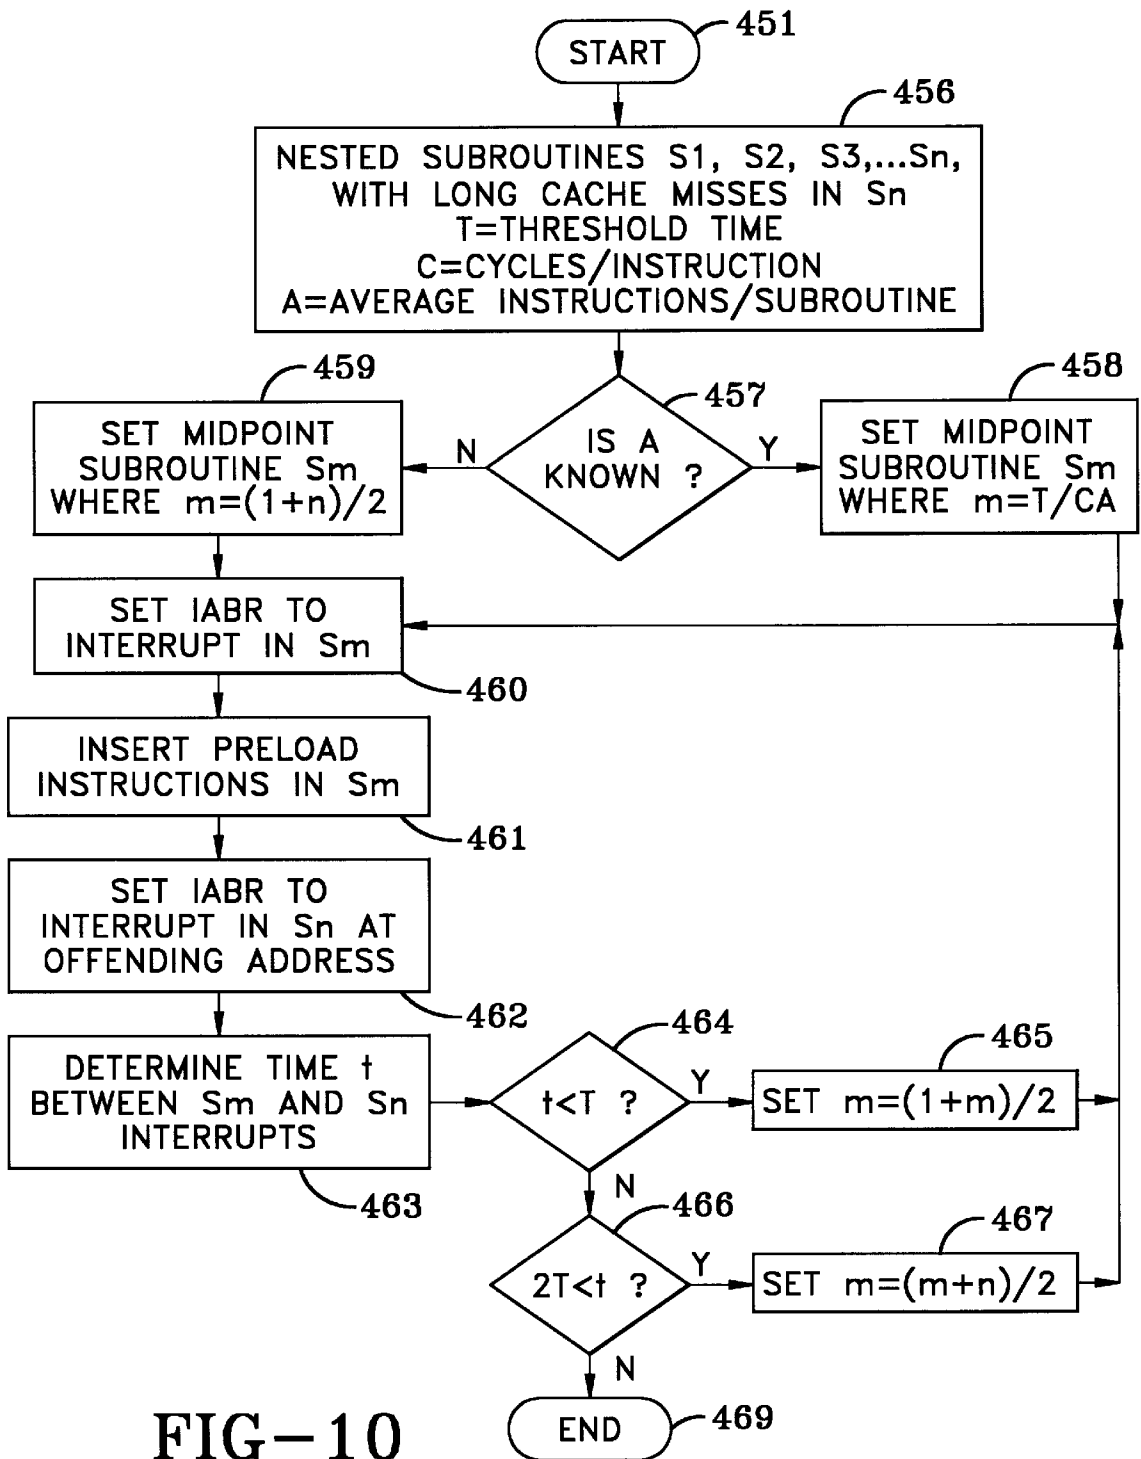 START
451
456
NESTED SUBROUTINES S1, S2, S3,...Sn,
WITH LONG CACHE MISSES IN Sn
T=THRESHOLD TIME
C=CYCLES/INSTRUCTION
A=AVERAGE INSTRUCTIONS/SUBROUTINE
459
SET MIDPOINT
SUBROUTINE Sm
WHERE m=(1+n)/2
N
457
IS A
KNOWN ?
Y
458
SET MIDPOINT
SUBROUTINE Sm
WHERE m=T/CA
SET IABR TO
INTERRUPT IN Sm
460
INSERT PRELOAD
INSTRUCTIONS IN Sm
461
SET IABR TO
INTERRUPT IN Sn AT
OFFENDING ADDRESS
462
DETERMINE TIME t
BETWEEN Sm AND Sn
INTERRUPTS
463
464
t<T ?
Y
465
SET m=(1+m)/2
N
466
2T<t ?
Y
467
SET m=(m+n)/2
N
END
469
FIG-10